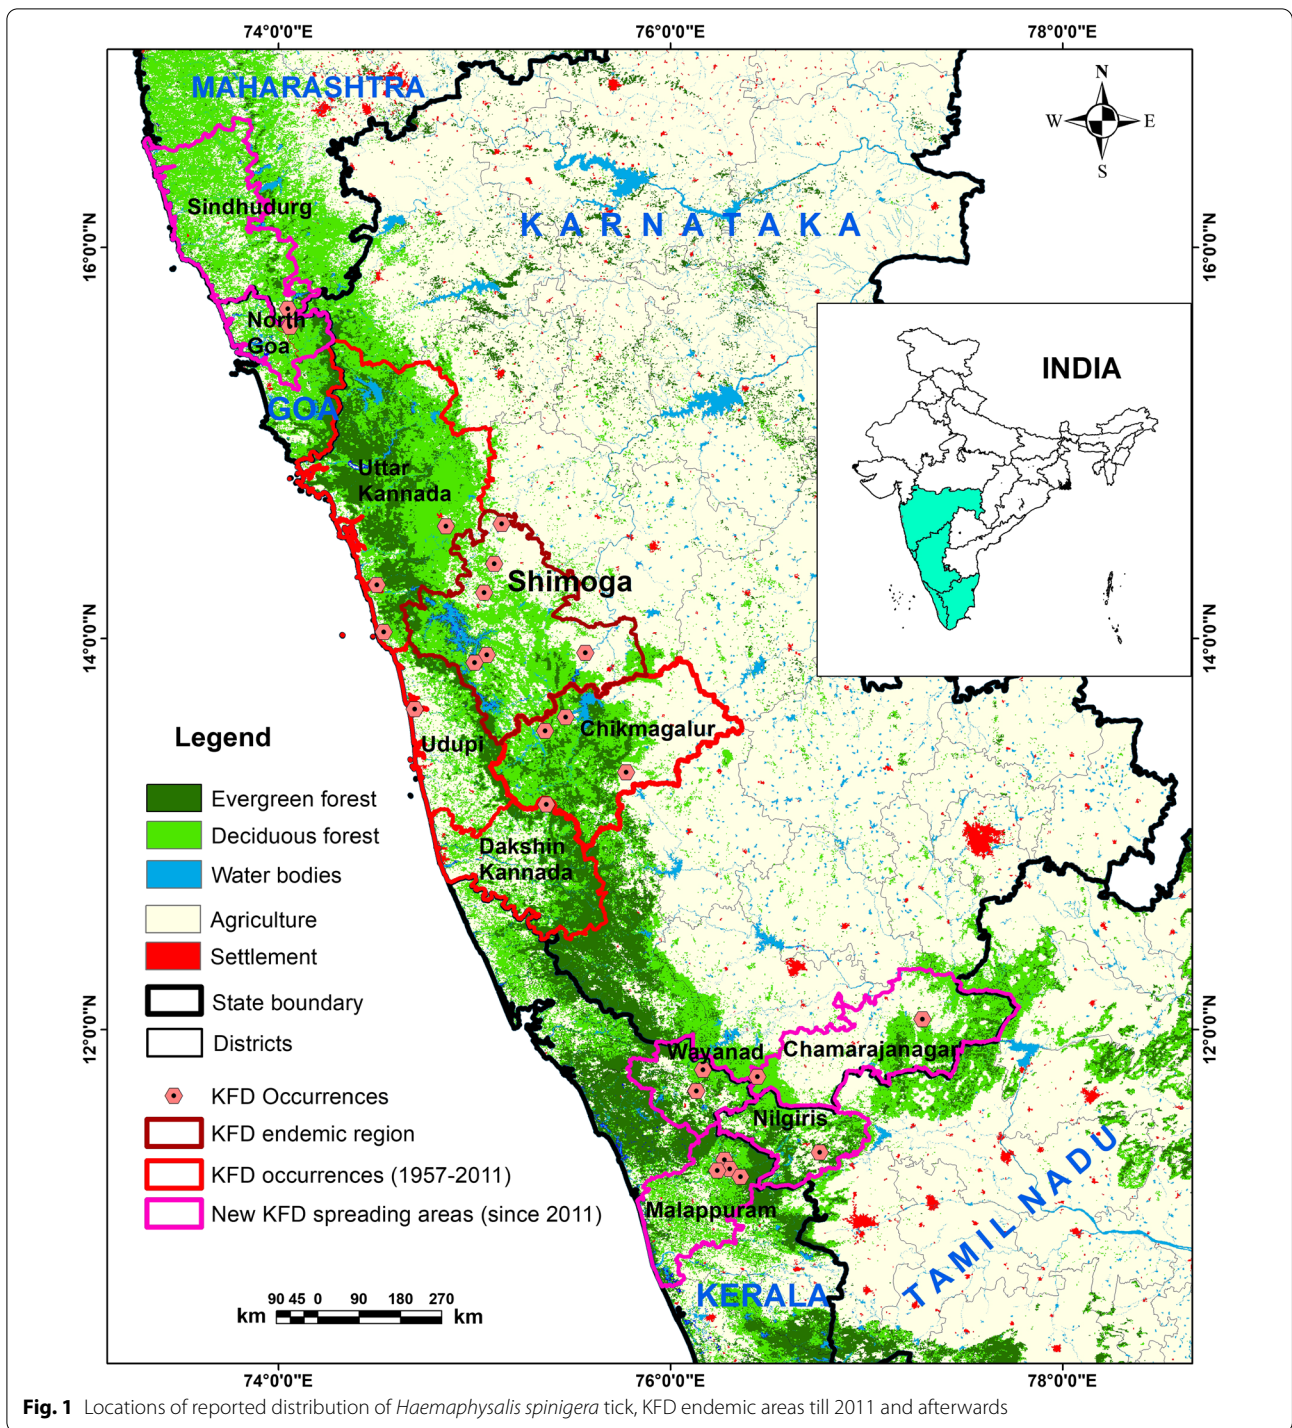 74°0'0"E 76°0'0"E 78°0'0"E
MAHARASHTRA
N
W E
S
Sindhudurg
KARNATAKA
16°0'0"N 16°0'0"N
North
Goa
INDIA
GOA
Uttar
Kannada
Shimoga
14°0'0"N 14°0'0"N
Chikmagalur
Udupi
Legend
Evergreen forest
Deciduous forest
Water bodies
Agriculture
Settlement
State boundary
Districts
KFD Occurrences
KFD endemic region
KFD occurrences (1957-2011)
New KFD spreading areas (since 2011)
Dakshin
Kannada
12°0'0"N 12°0'0"N
Wayanad
Chamarajanagar
Nilgiris
Malappuram
TAMIL NADU
KERALA
90 45 0 90 180 270
km km
74°0'0"E 76°0'0"E 78°0'0"E
Fig. 1 Locations of reported distribution of Haemaphysalis spinigera tick, KFD endemic areas till 2011 and afterwards